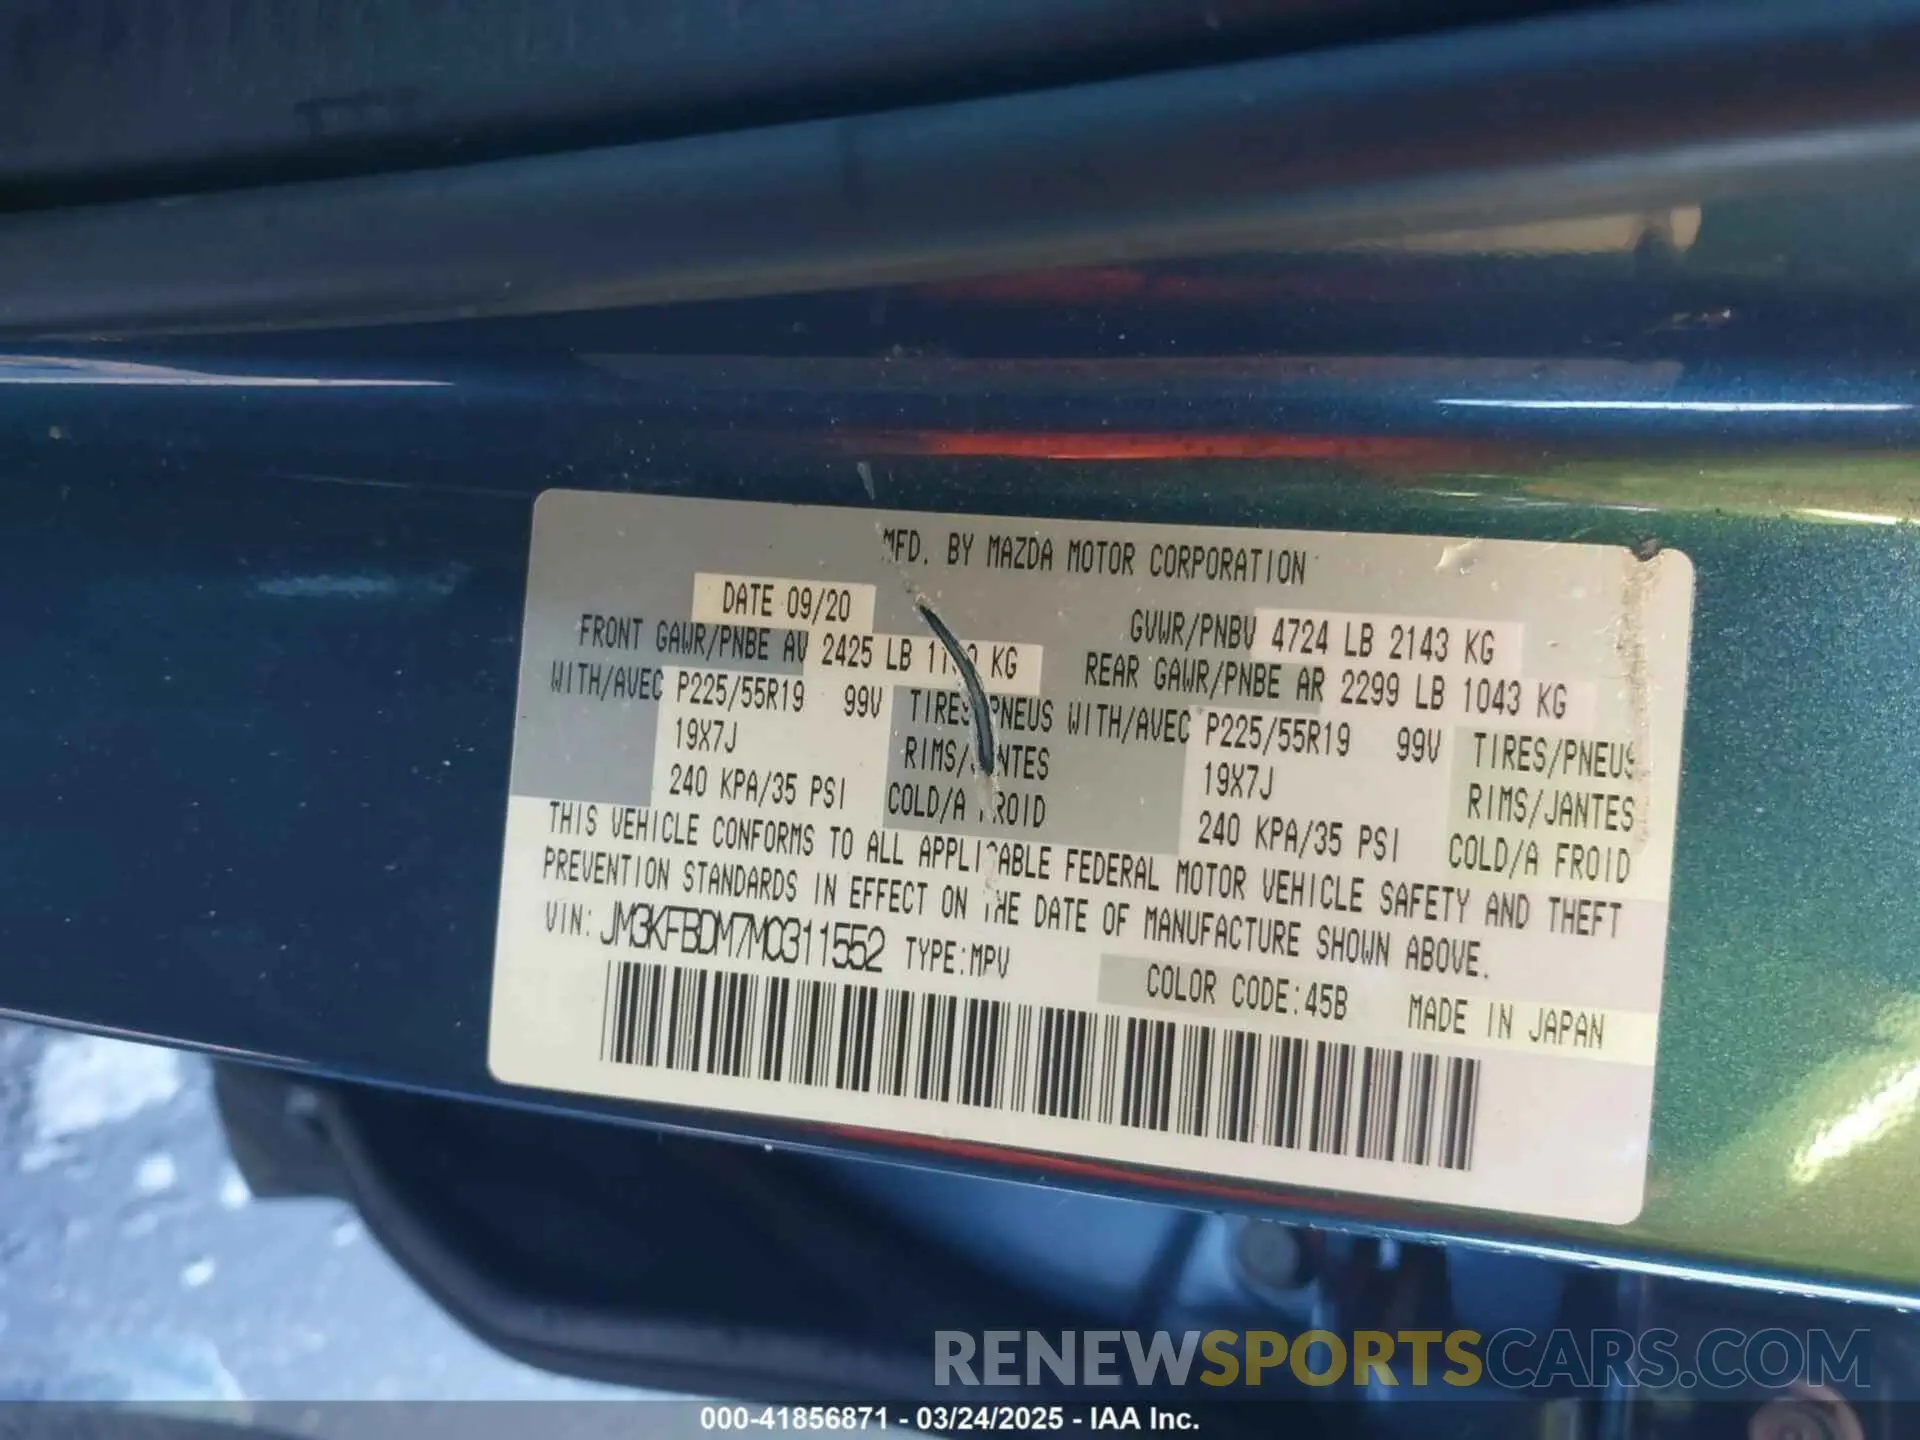 MFD. BY MAZDA MOTOR CORPORATION
DATE 09/20 GVWR/PNBV 4724 LB 2143 KG
FRONT GAWR/PNBE AV 2425 LB KG REAR GAWR/PNBE AR 2299 LB 1043 KG
WITH/AVEC P225/55R19 99V TIRES/PNEUS WITH/AVEC P225/55R19 99V TIRES/PNEUS
19X7J RIMS/JANTES 19X7J RIMS/JANTES
240 KPA/35 PSI COLD/A FROID 240 KPA/35 PSI COLD/A FROID
THIS VEHICLE CONFORMS TO ALL APPLICABLE FEDERAL MOTOR VEHICLE SAFETY AND THEFT
PREVENTION STANDARDS IN EFFECT ON THE DATE OF MANUFACTURE SHOWN ABOVE.
VIN: JM3KFBDM7M0311552 TYPE:MPV
COLOR CODE:45B MADE IN JAPAN
RENEWSPORTSCARS.COM
000-41856871 - 03/24/2025 - IAA Inc.